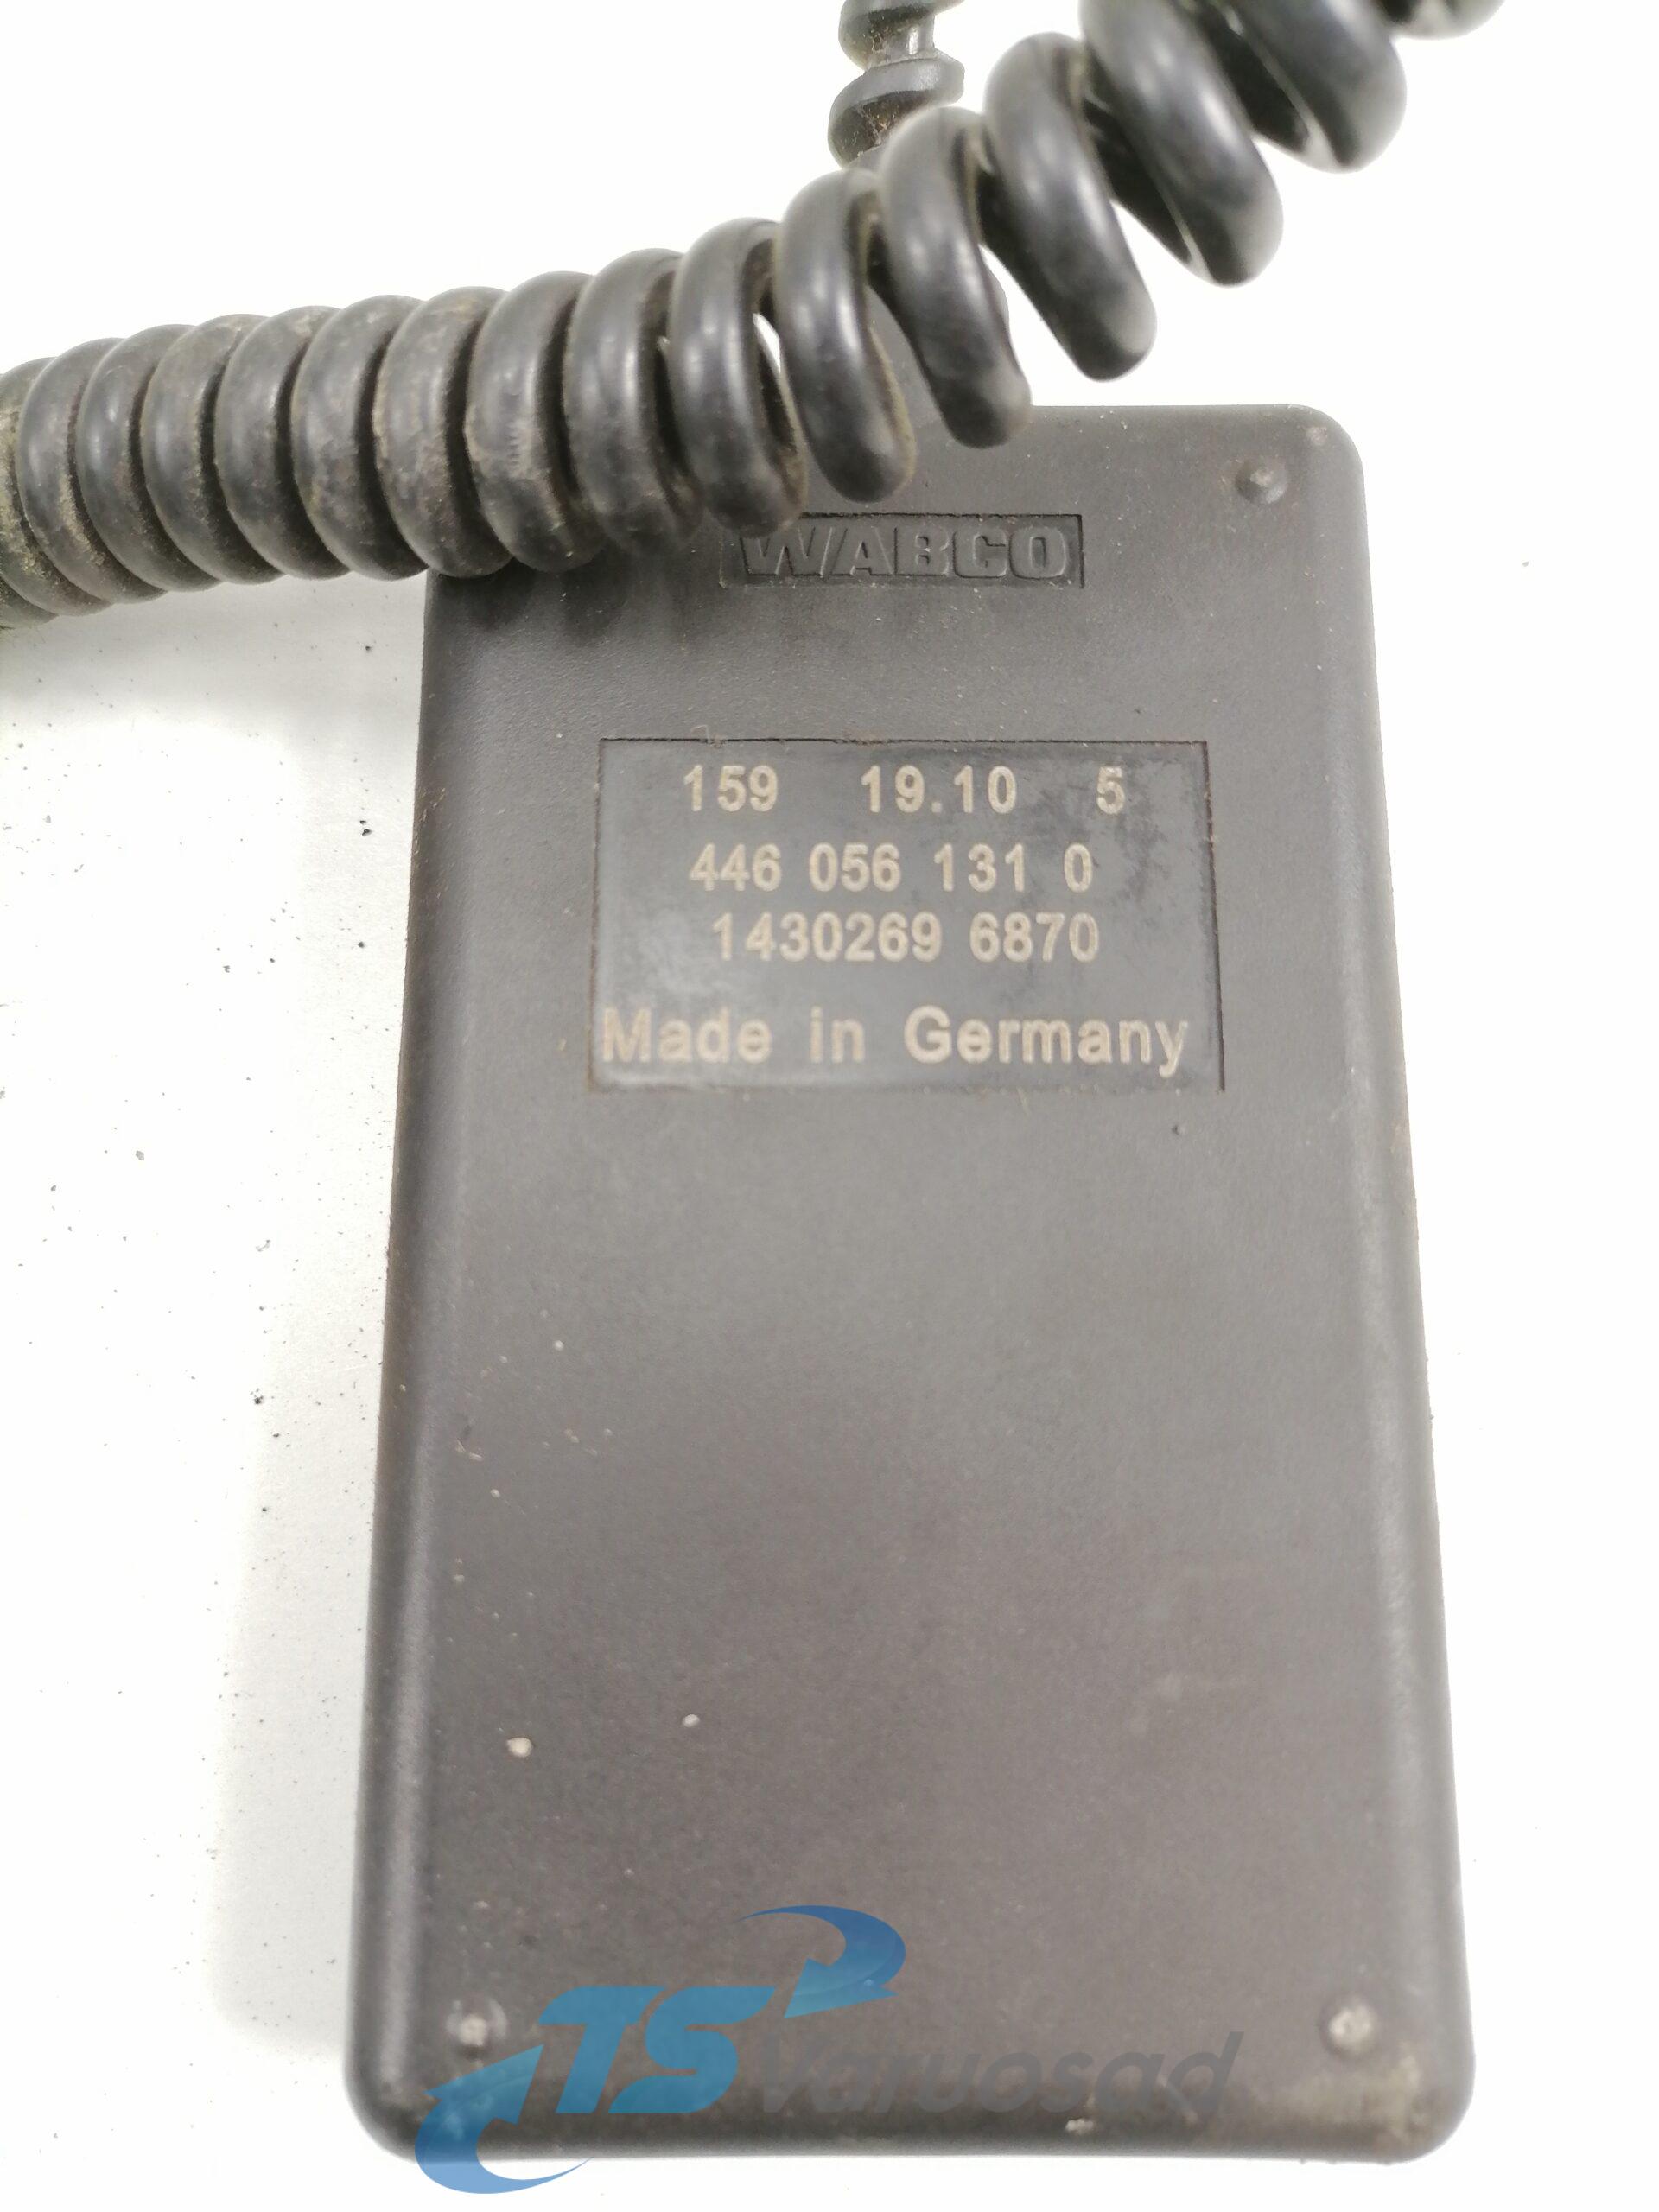 WABCO
159 19.10 5
446 056 131 0
1430269 6870
Made in Germany
TS Varuosad